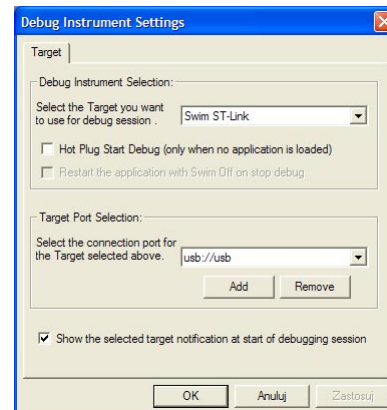 Debug Instrument Settings
Target
Debug Instrument Selection:
Select the Target you want
to use for debug session .
Swim ST-Link
Hot Plug Start Debug (only when no application is loaded)
Restart the application with Swim Off on stop debug
Target Port Selection:
Select the connection port for
the Target selected above.
usb://usb
Add Remove
Show the selected target notification at start of debugging session
OK Anuluj Zastosuj